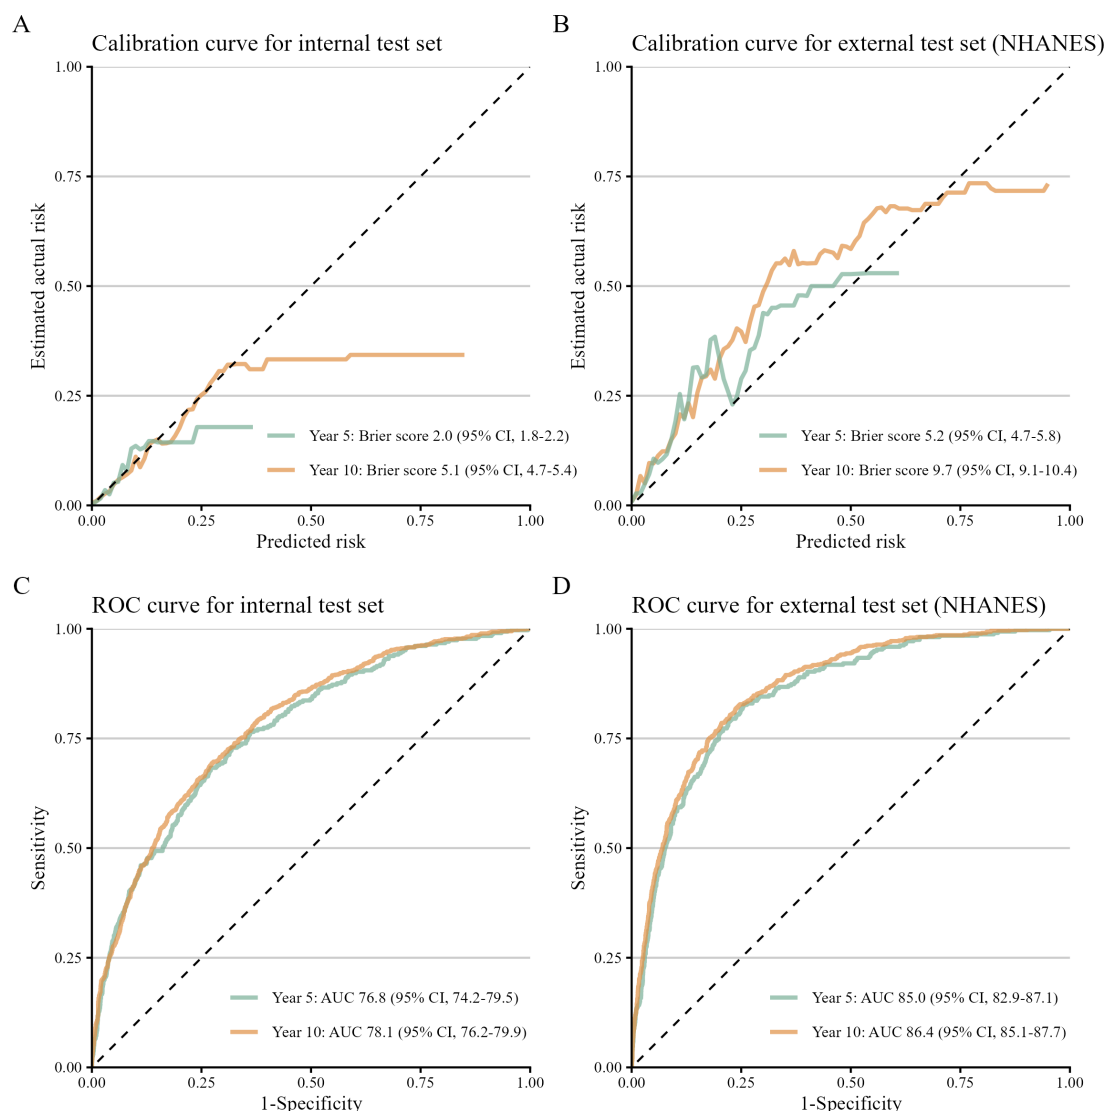 A
Calibration curve for internal test set
1.00
0.75
0.50
0.25
0.00
Estimated actual risk
Year 5: Brier score 2.0 (95% CI, 1.8-2.2)
Year 10: Brier score 5.1 (95% CI, 4.7-5.4)
0.00 0.25 0.50 0.75 1.00
Predicted risk
B
Calibration curve for external test set (NHANES)
1.00
0.75
0.50
0.25
0.00
Estimated actual risk
Year 5: Brier score 5.2 (95% CI, 4.7-5.8)
Year 10: Brier score 9.7 (95% CI, 9.1-10.4)
0.00 0.25 0.50 0.75 1.00
Predicted risk
C
ROC curve for internal test set
1.00
0.75
0.50
0.25
0.00
Sensitivity
Year 5: AUC 76.8 (95% CI, 74.2-79.5)
Year 10: AUC 78.1 (95% CI, 76.2-79.9)
0.00 0.25 0.50 0.75 1.00
1-Specificity
D
ROC curve for external test set (NHANES)
1.00
0.75
0.50
0.25
0.00
Sensitivity
Year 5: AUC 85.0 (95% CI, 82.9-87.1)
Year 10: AUC 86.4 (95% CI, 85.1-87.7)
0.00 0.25 0.50 0.75 1.00
1-Specificity